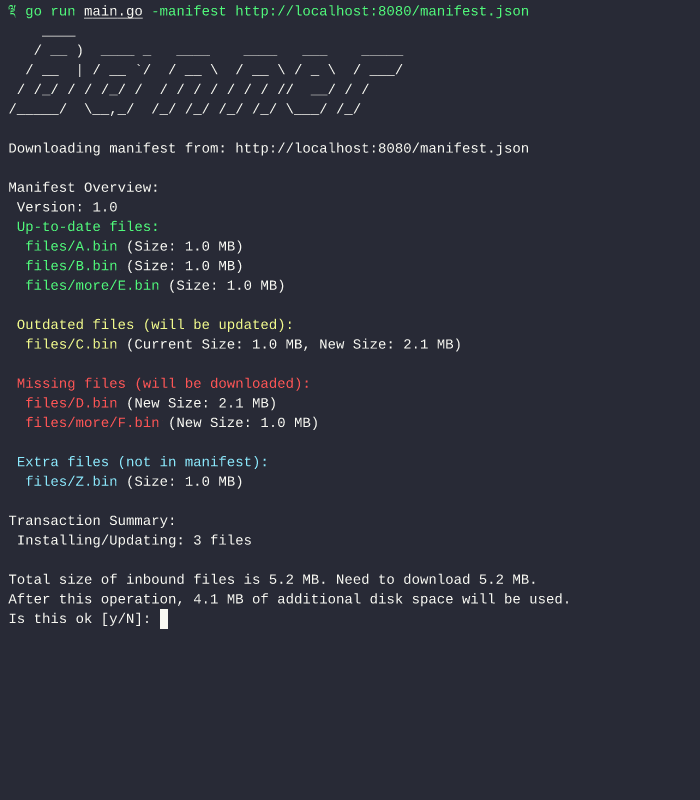 go run main.go -manifest http://localhost:8080/manifest.json
Banner
Downloading manifest from: http://localhost:8080/manifest.json
Manifest Overview:
Version: 1.0
Up-to-date files:
files/A.bin (Size: 1.0 MB)
files/B.bin (Size: 1.0 MB)
files/more/E.bin (Size: 1.0 MB)
Outdated files (will be updated):
files/C.bin (Current Size: 1.0 MB, New Size: 2.1 MB)
Missing files (will be downloaded):
files/D.bin (New Size: 2.1 MB)
files/more/F.bin (New Size: 1.0 MB)
Extra files (not in manifest):
files/Z.bin (Size: 1.0 MB)
Transaction Summary:
Installing/Updating: 3 files
Total size of inbound files is 5.2 MB. Need to download 5.2 MB.
After this operation, 4.1 MB of additional disk space will be used.
Is this ok [y/N]: